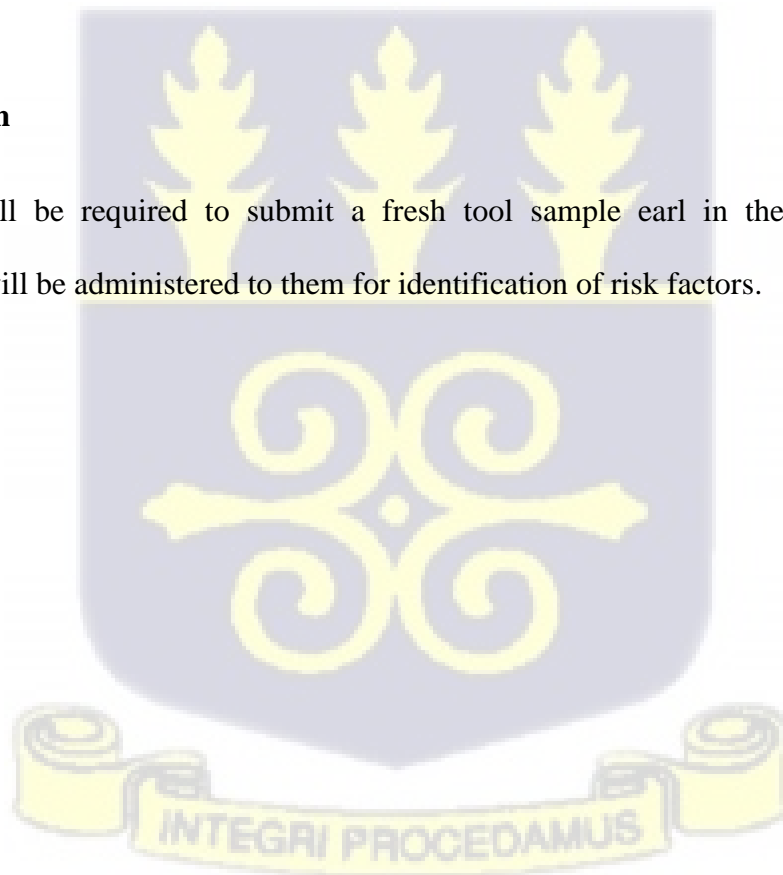 n
ll be required to submit a fresh tool sample earl in the
will be administered to them for identification of risk factors.
INTEGRI PROCEDAMUS